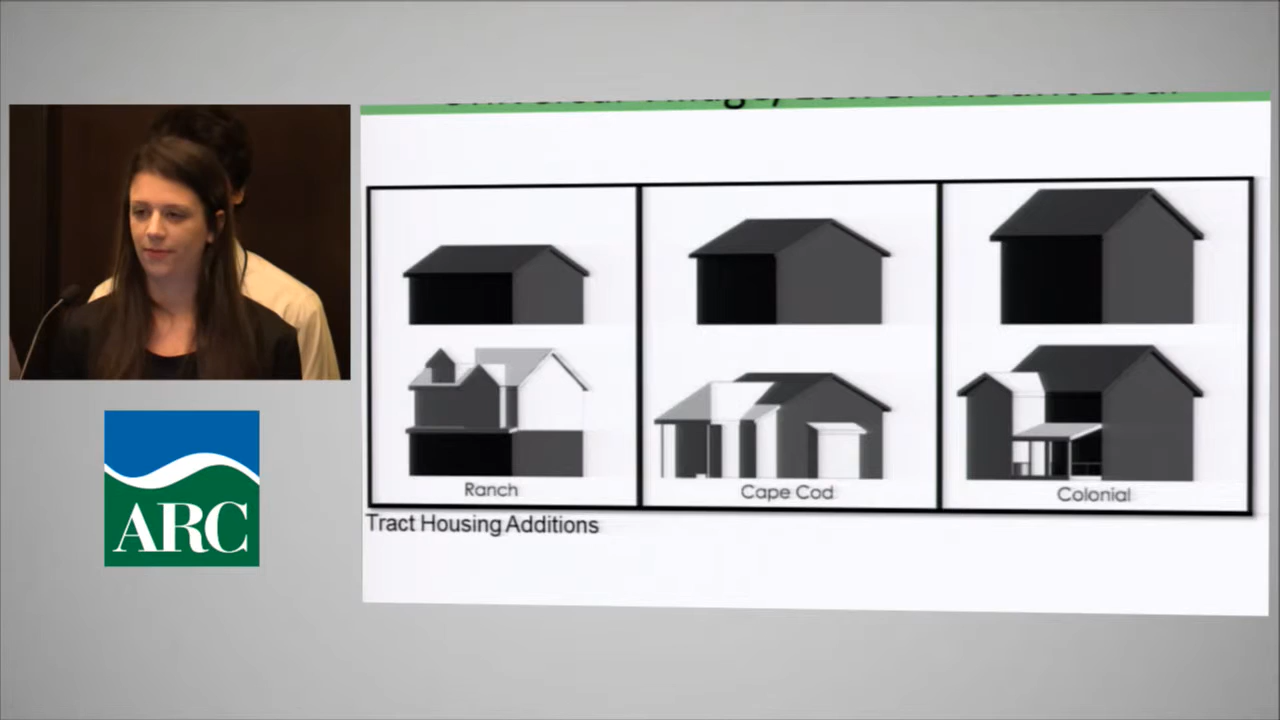 Ranch
Cape Cod
Colonial
Tract Housing Additions
ARC